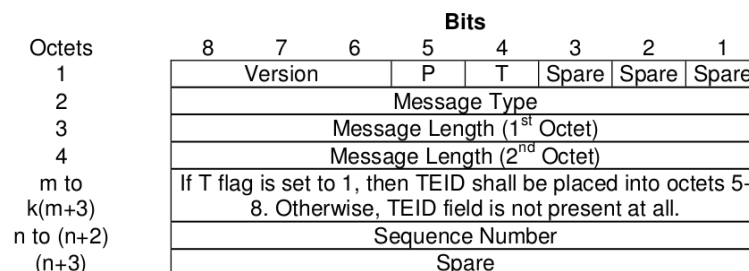 Bits
Octets 8 7 6 5 4 3 2 1
1 Version P T Spare Spare Spare
2 Message Type
3 Message Length (1st Octet)
4 Message Length (2nd Octet)
m to If T flag is set to 1, then TEID shall be placed into octets 5-
k(m+3) 8. Otherwise, TEID field is not present at all.
n to (n+2) Sequence Number
(n+3) Spare